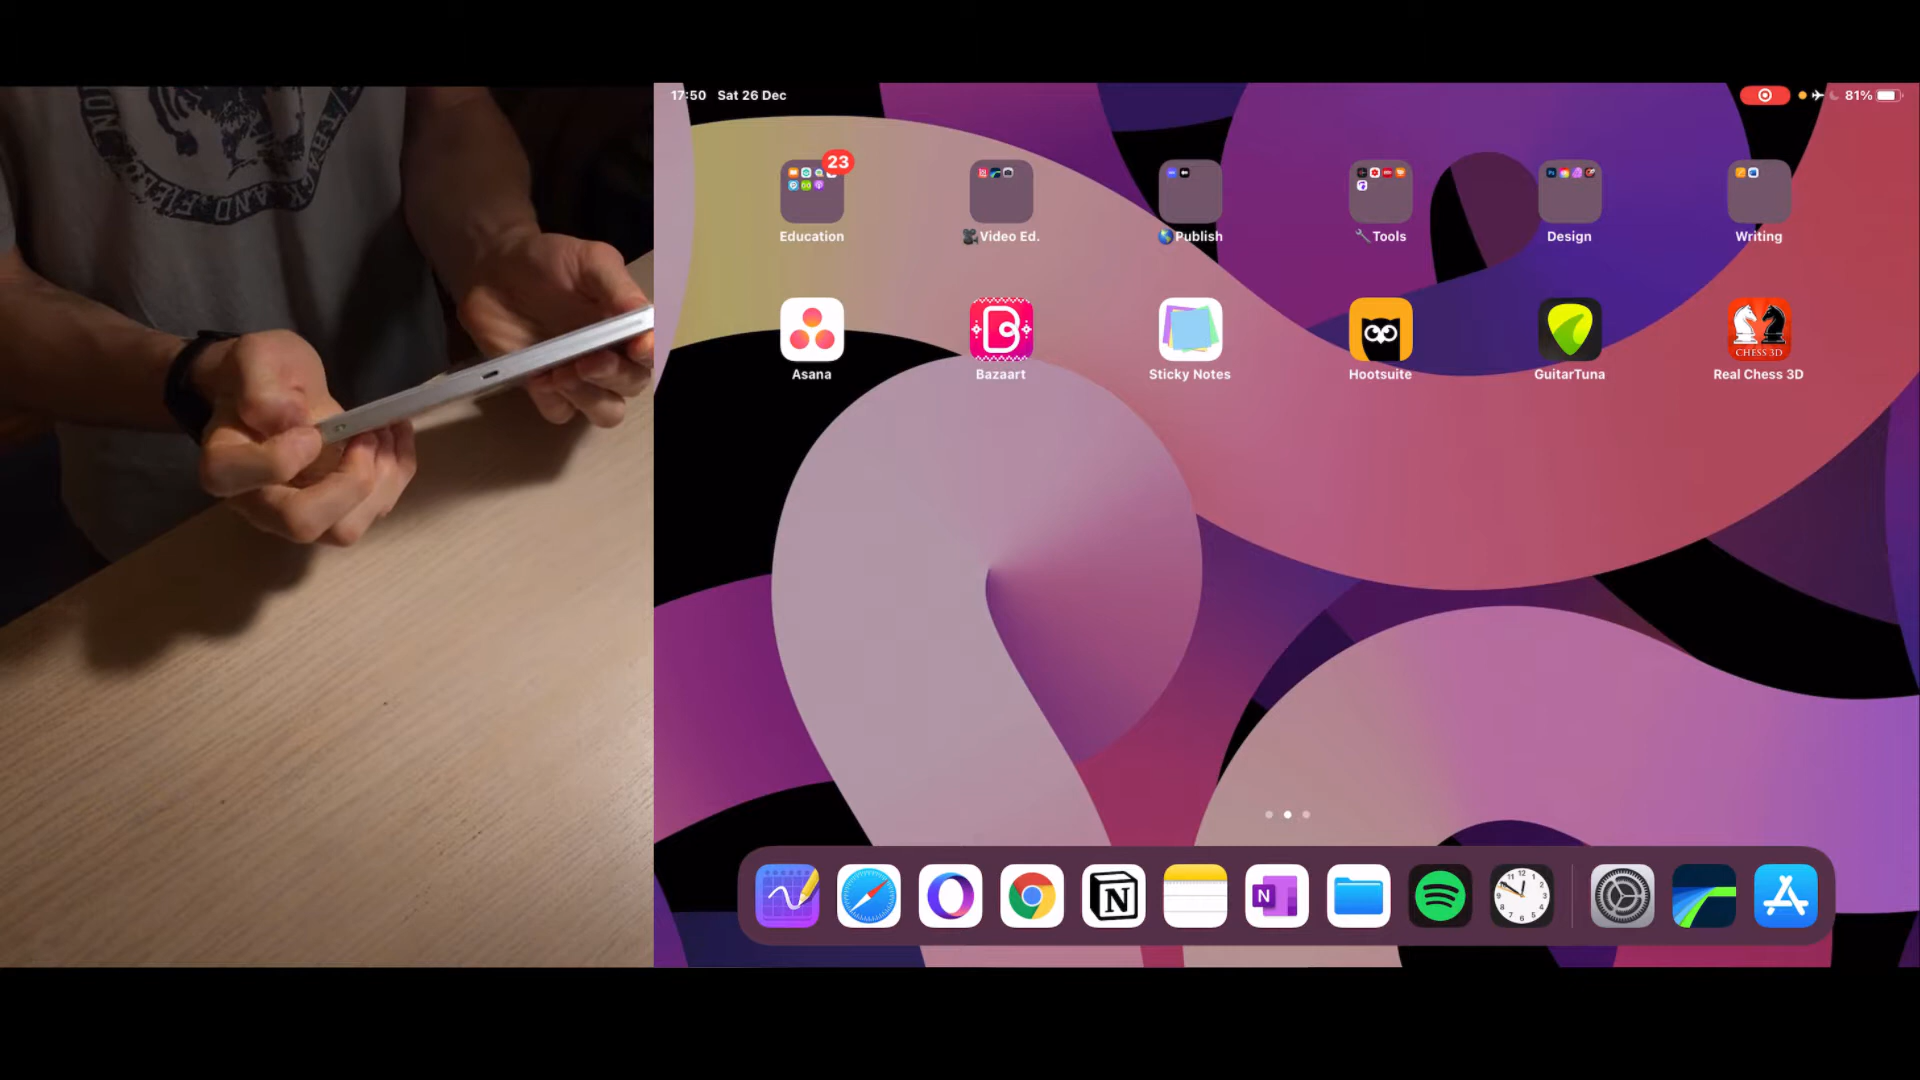 17:50 Sat 26 Dec
81%
23
Education
Video Ed.
Publish
Tools
Design
Writing
CHESS 3D
Asana
Bazaart
Sticky Notes
Hootsuite
GuitarTuna
Real Chess 3D
N
N